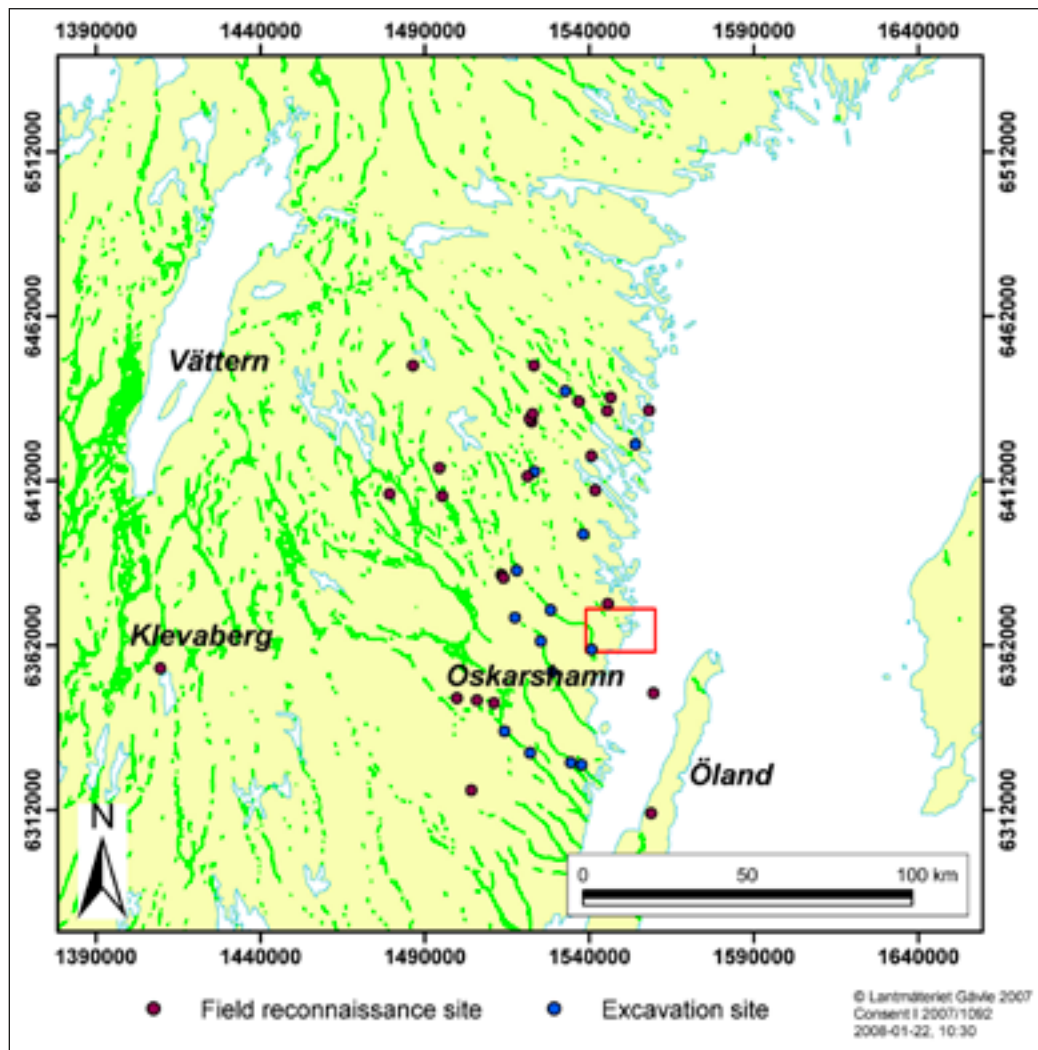 1390000 1440000 1490000 1540000 1590000 1640000
6512000 6512000
6462000 6462000
Vättern
6412000 6412000
Klevaberg
6362000 6362000
Oskarshamn
Öland
6312000 6312000
N
0 50 100 km
1390000 1440000 1490000 1540000 1590000 1640000
Field reconnaissance site Excavation site
© Lantmäteriet Gävle 2007
Consent I 2007/1092
2008-01-22, 10:30